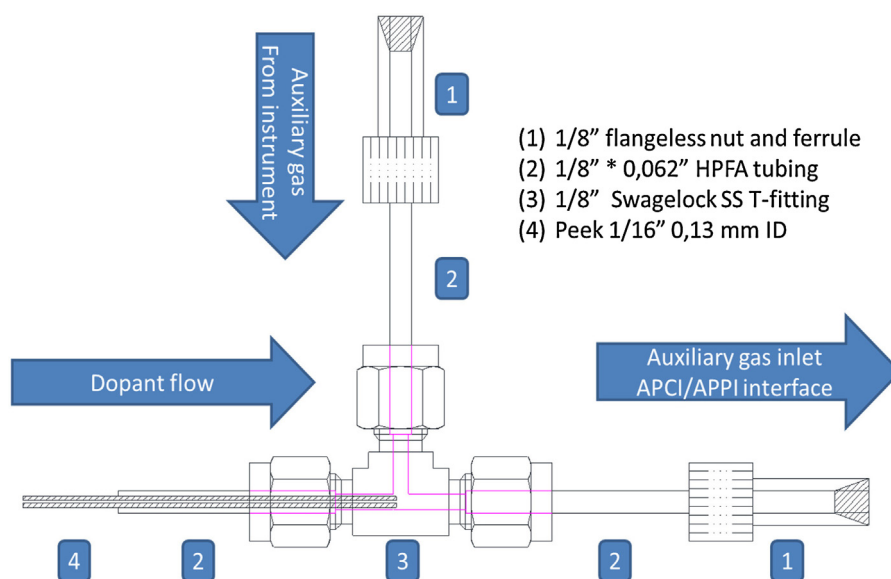 Auxiliary gas
From instrument
1
(1) 1/8” flangeless nut and ferrule
(2) 1/8” * 0,062” HPFA tubing
(3) 1/8”  Swagelock SS T-fitting
(4) Peek 1/16” 0,13 mm ID
2
Dopant flow
Auxiliary gas inlet
APCI/APPI interface
4
2
3
2
1